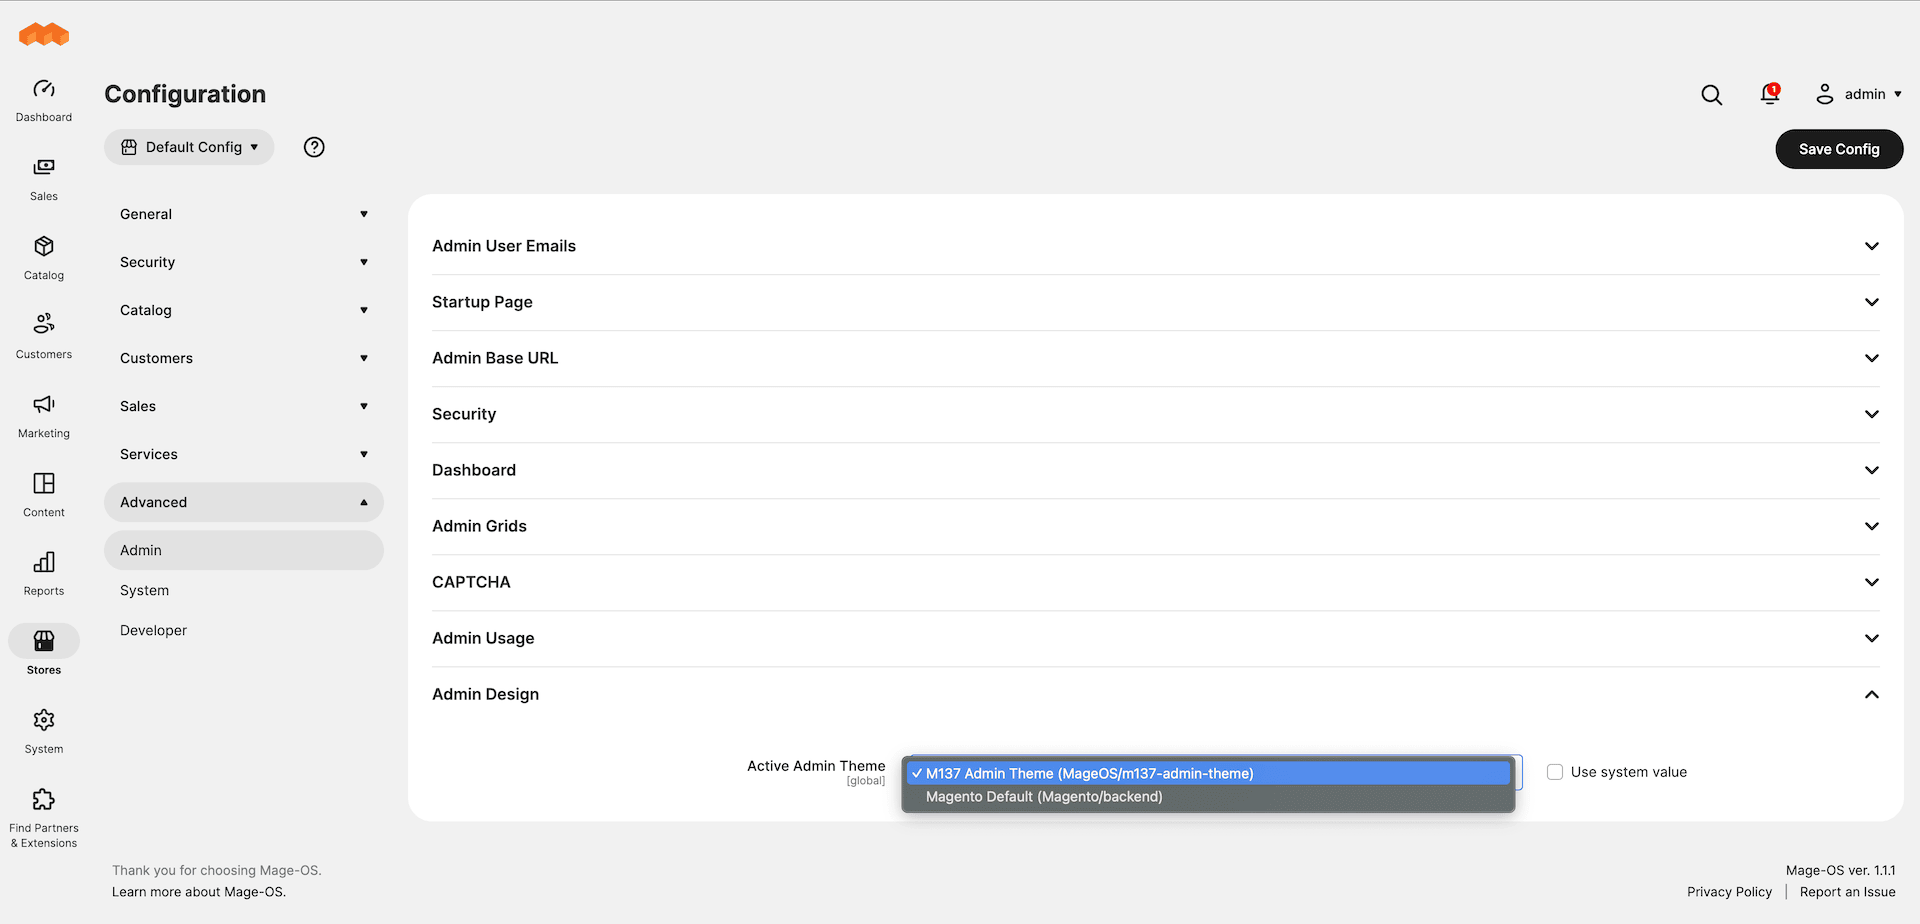 Configuration
1
admin
Default Config
Save Config
Dashboard
Sales
Catalog
Customers
Marketing
Content
Reports
Stores
System
Find Partners
& Extensions
General
Security
Catalog
Customers
Sales
Services
Advanced
Admin
System
Developer
Admin User Emails
Startup Page
Admin Base URL
Security
Dashboard
Admin Grids
CAPTCHA
Admin Usage
Admin Design
Active Admin Theme
[global]
✓ M137 Admin Theme (MageOS/m137-admin-theme)
Magento Default (Magento/backend)
Use system value
Thank you for choosing Mage-OS.
Learn more about Mage-OS.
Mage-OS ver. 1.1.1
Privacy Policy | Report an Issue